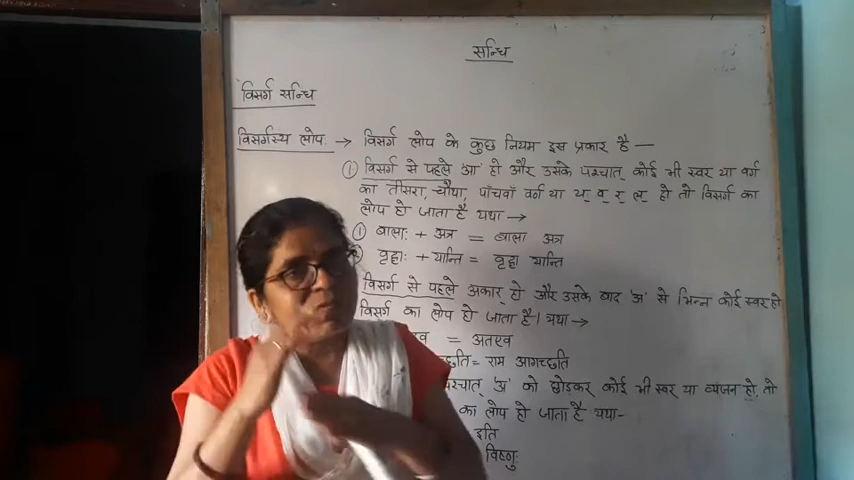 सन्धि
विसर्ग सन्धि
विसर्गस्य लोपः → विसर्ग लोप के कुछ नियम इस प्रकार है —
① विसर्ग से पहले 'आ' हो और उसके पश्चात् कोई भी स्वर या वर्ग
का तीसरा, चौथा, पाँचवाँ वर्ग या य् व् र् ल् हो तो विसर्ग का
लोप हो जाता है यथा →
① बालाः + अत्र = बाला अत्र
वृद्धाः + यान्ति = वृद्धा यान्ति
विसर्ग से पहले अकार् हो और उसके बाद 'अ' से भिन्न कोई स्वर हो
विसर्ग का लोप हो जाता है। यथा →
= अतएव
= राम आगच्छति
'अ' को छोड़कर् कोई भी स्वर या व्यंजन हो, तो
का लोप हो जाता है यथा-
इति
विष्णुः